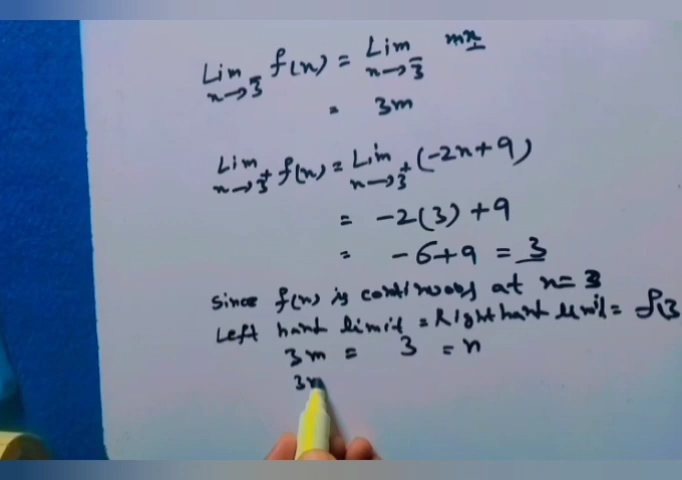 Lim x→3⁻ f(x) = Lim x→3⁻ mx
= 3m
Lim x→3⁺ f(x) = Lim x→3⁺ (-2x+9)
= -2(3)+9
= -6+9 = 3
Since f(x) is continuous at x=3
Left hand limit = Right hand limit = f(3
3m = 3 = n
3m